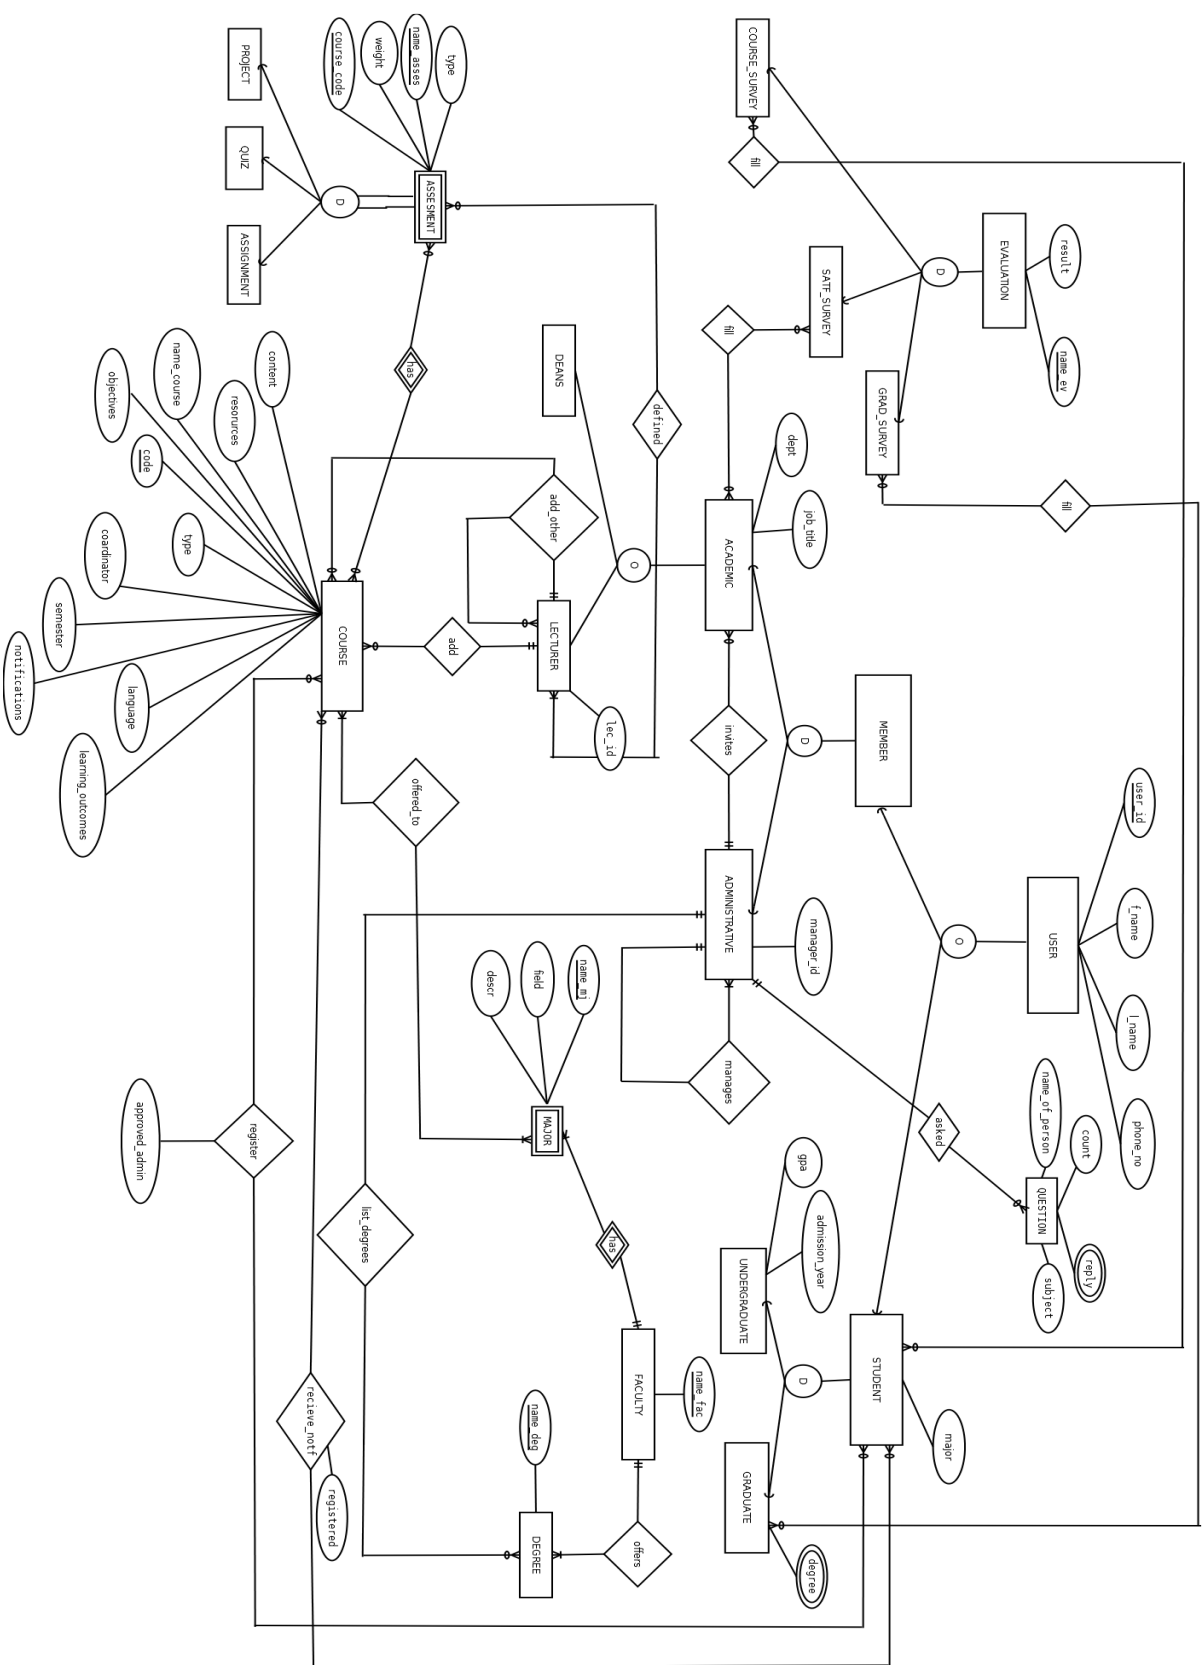 user_id
f_name
l_name
phone_no
result
name_ev
fill
count
reply
name_of_person
subject
USER
QUESTION
EVALUATION
D
O
asked
major
GRAD_SURVEY
MEMBER
STUDENT
SATF_SURVEY
job_title
manager_id
admission_year
degree
dept
D
gpa
D
COURSE_SURVEY
fill
fill
ACADEMIC
invites
ADMINISTRATIVE
manages
UNDERGRADUATE
GRADUATE
name_fac
defined
O
lec_id
has
FACULTY
offers
DEANS
add_other
LECTURER
name_mj
field
descr
MAJOR
name_deg
DEGREE
type
name_asses
weight
course_code
ASSESMENT
has
add
offered_to
D
COURSE
list_degrees
registered
recieve_notf
PROJECT
QUIZ
ASSIGNMENT
content
resorurces
name_course
objectives
code
type
coardinator
semester
notifications
language
learning_outcomes
register
approved_admin